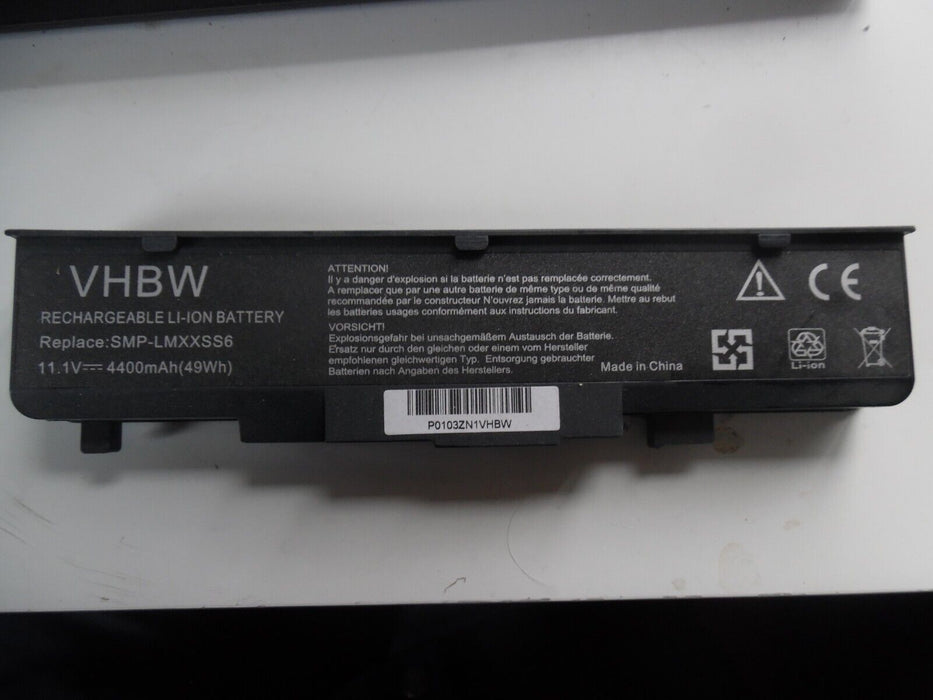 VHBW
RECHARGEABLE LI-ION BATTERY
Replace:SMP-LMXXSS6
11.1V⎓ 4400mAh(49Wh)
ATTENTION!
Il y a danger d'explosion si la batterie n'est pas remplacée correctement.
A remplacer que par une autre batterie de même type ou de même qualité
recommandée par le constructeur N'ouvrez jamais la batterie. Mettre au rebut
les batteries usages conformément aux instructions du fabricant.
VORSICHT!
Explosionsgefahr bei unsachgemäßem Austausch der Batterie.
Ersatz nur durch den gleichen oder einem vom Hersteller
empfohlenen gleichwertigen Typ. Entsorgung gebrauchter
Batterien nach Angaben des Herstellers.
Made in China
CE
Li-ion
P0103ZN1VHBW